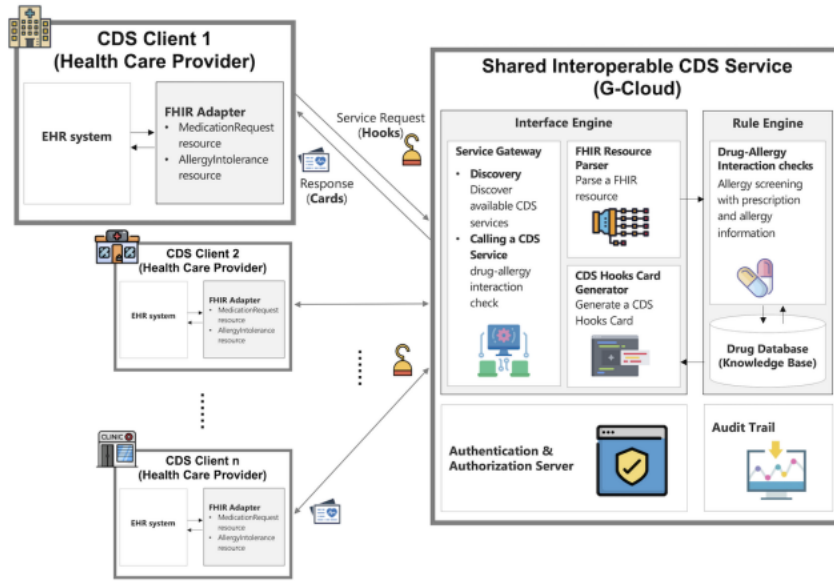 CDS Client 1
(Health Care Provider)
EHR system
FHIR Adapter
• MedicationRequest
resource
• AllergyIntolerance
resource
Service Request
(Hooks)
Response
(Cards)
CDS Client 2
(Health Care Provider)
EHR system
FHIR Adapter
• MedicationRequest
resource
• AllergyIntolerance
resource
CLINIC
CDS Client n
(Health Care Provider)
EHR system
FHIR Adapter
• MedicationRequest
resource
• AllergyIntolerance
resource
Shared Interoperable CDS Service
(G-Cloud)
Interface Engine
Service Gateway
• Discovery
Discover
available CDS
services
• Calling a CDS
Service
drug-allergy
interaction
check
FHIR Resource
Parser
Parse a FHIR
resource
CDS Hooks Card
Generator
Generate a CDS
Hooks Card
Rule Engine
Drug-Allergy
Interaction checks
Allergy screening
with prescription
and allergy
information
Drug Database
(Knowledge Base)
Authentication &
Authorization Server
Audit Trail